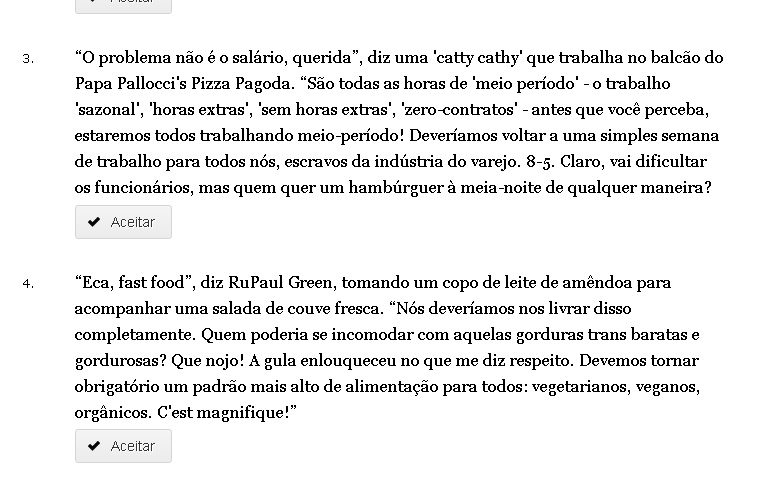 3. “O problema não é o salário, querida”, diz uma 'catty cathy' que trabalha no balcão do
Papa Pallocci's Pizza Pagoda. “São todas as horas de 'meio período' - o trabalho
'sazonal', 'horas extras', 'sem horas extras', 'zero-contratos' - antes que você perceba,
estaremos todos trabalhando meio-período! Deveríamos voltar a uma simples semana
de trabalho para todos nós, escravos da indústria do varejo. 8-5. Claro, vai dificultar
os funcionários, mas quem quer um hambúrguer à meia-noite de qualquer maneira?
Aceitar
4. “Eca, fast food”, diz RuPaul Green, tomando um copo de leite de amêndoa para
acompanhar uma salada de couve fresca. “Nós deveríamos nos livrar disso
completamente. Quem poderia se incomodar com aquelas gorduras trans baratas e
gordurosas? Que nojo! A gula enlouqueceu no que me diz respeito. Devemos tornar
obrigatório um padrão mais alto de alimentação para todos: vegetarianos, veganos,
orgânicos. C'est magnifique!”
Aceitar